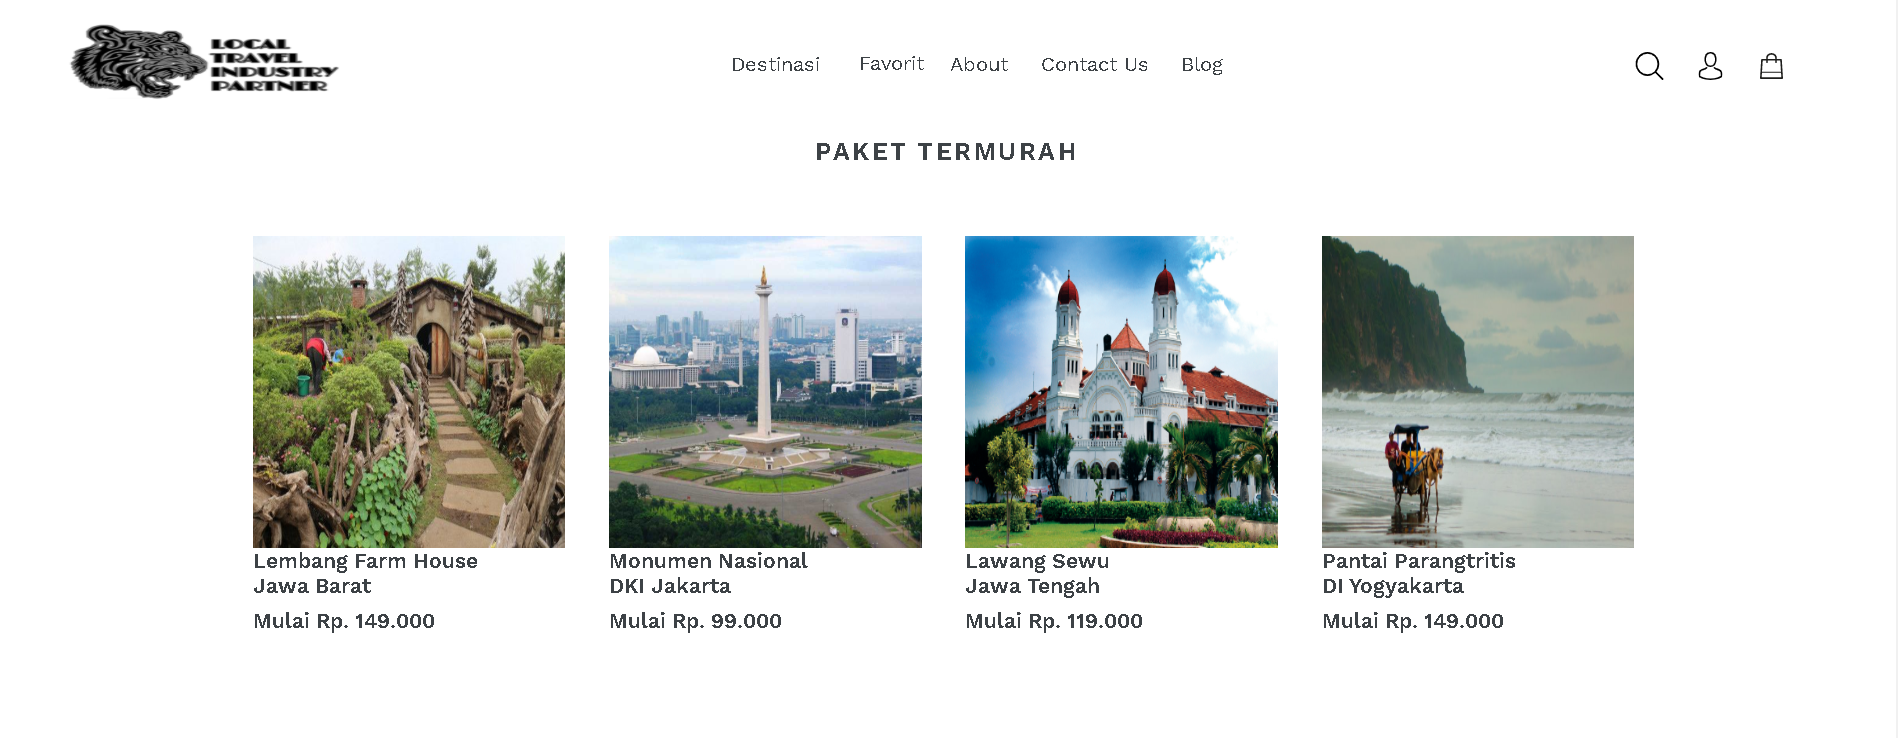 LOCAL
TRAVEL
INDUSTRY
PARTNER
Destinasi
Favorit
About
Contact Us
Blog
PAKET TERMURAH
Lembang Farm House
Jawa Barat
Mulai Rp. 149.000
Monumen Nasional
DKI Jakarta
Mulai Rp. 99.000
Lawang Sewu
Jawa Tengah
Mulai Rp. 119.000
Pantai Parangtritis
DI Yogyakarta
Mulai Rp. 149.000